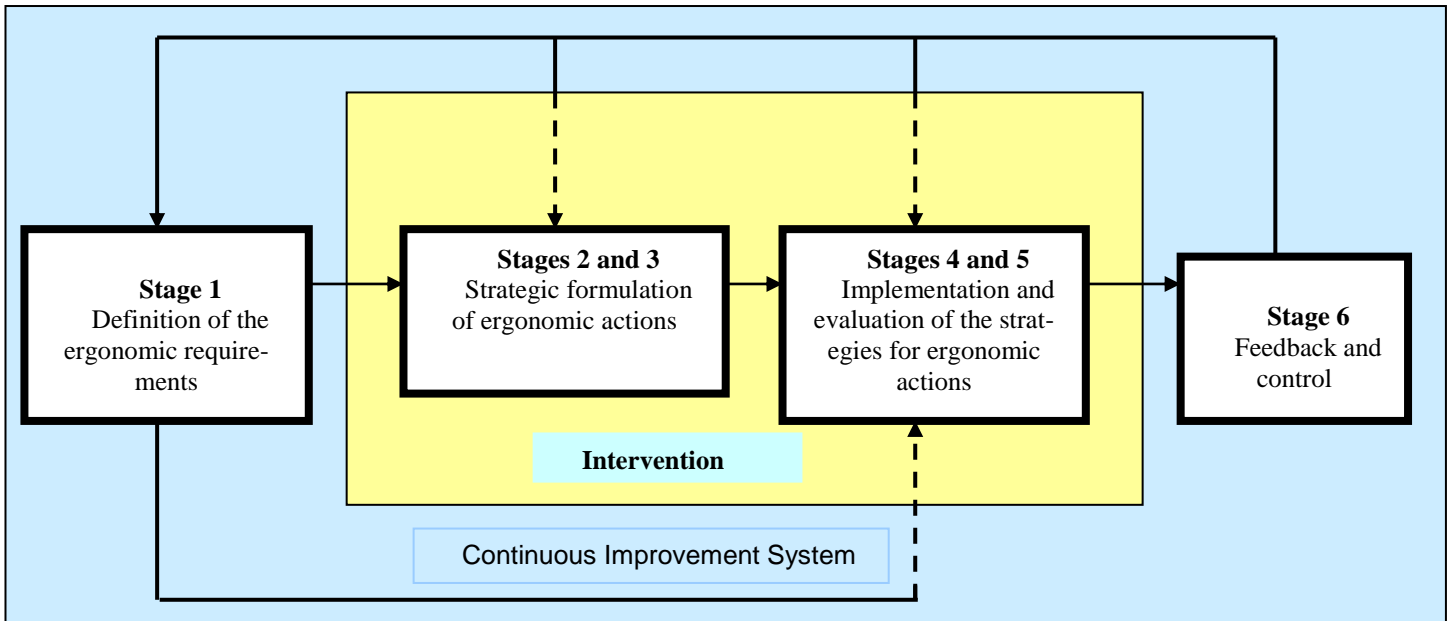 Stage 1
Definition of the
ergonomic require-
ments
Stages 2 and 3
Strategic formulation
of ergonomic actions
Stages 4 and 5
Implementation and
evaluation of the strat-
egies for ergonomic
actions
Stage 6
Feedback and
control
Intervention
Continuous Improvement System